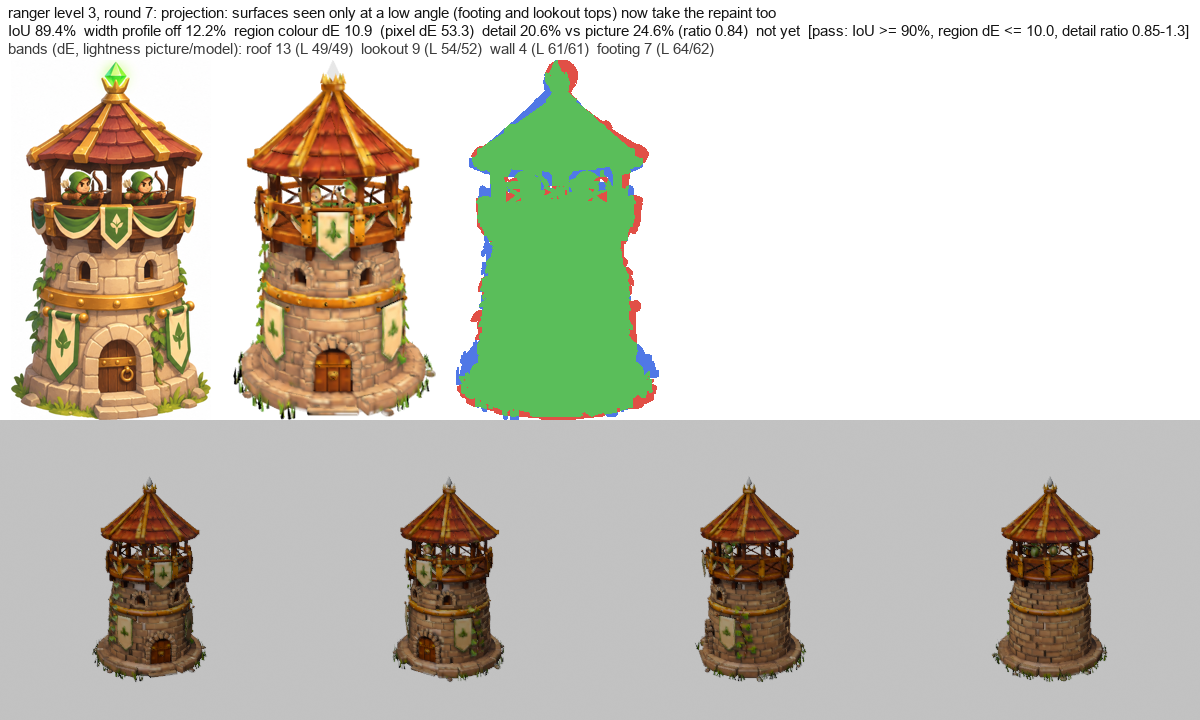 ranger level 3, round 7: projection: surfaces seen only at a low angle (footing and lookout tops) now take the repaint too
IoU 89.4%  width profile off 12.2%  region colour dE 10.9  (pixel dE 53.3)  detail 20.6% vs picture 24.6% (ratio 0.84)  not yet  [pass: IoU >= 90%, region dE <= 10.0, detail ratio 0.85-1.3]
bands (dE, lightness picture/model): roof 13 (L 49/49)  lookout 9 (L 54/52)  wall 4 (L 61/61)  footing 7 (L 64/62)